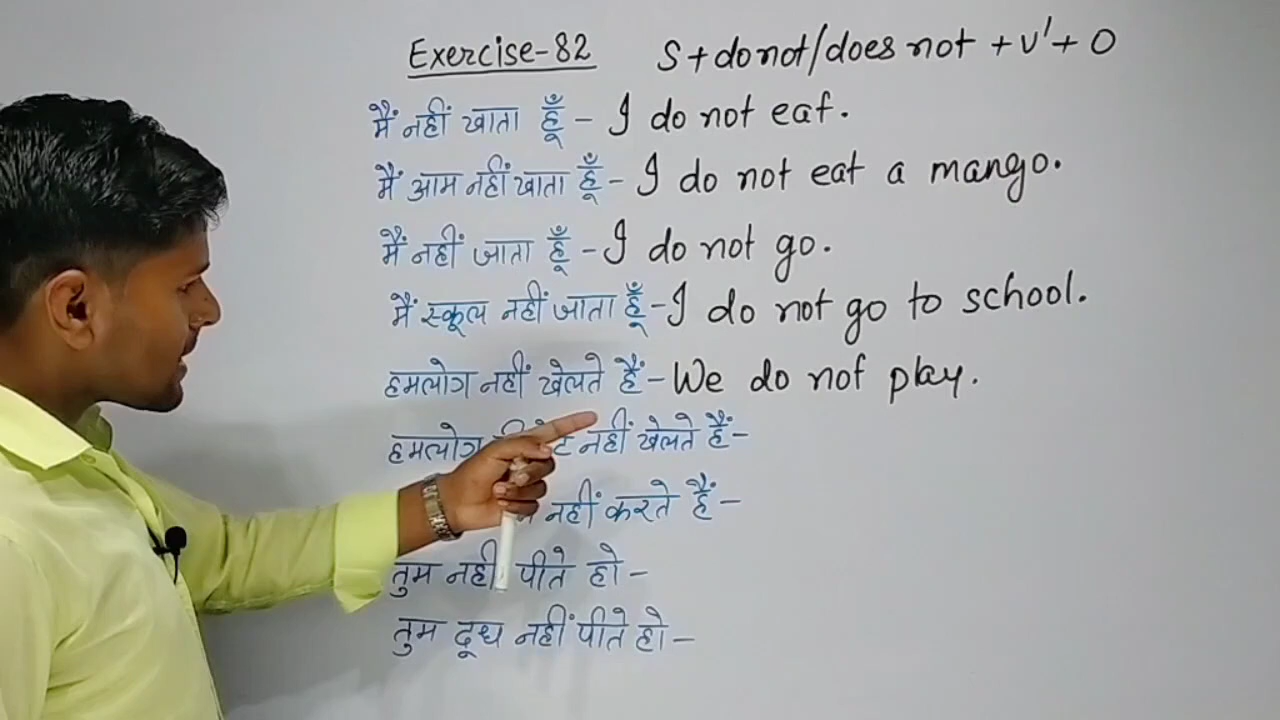 Exercise-82 S+do not/does not + V'+ O
मैं नहीं खाता हूँ - I do not eat.
मैं आम नहीं खाता हूँ - I do not eat a mango.
मैं नहीं जाता हूँ - I do not go.
मैं स्कूल नहीं जाता हूँ - I do not go to school.
हमलोग नहीं खेलते हैं - We do not play.
हमलोग नहीं खेलते हैं -
नहीं करते हैं -
तुम नहीं पीते हो -
तुम दूध नहीं पीते हो -